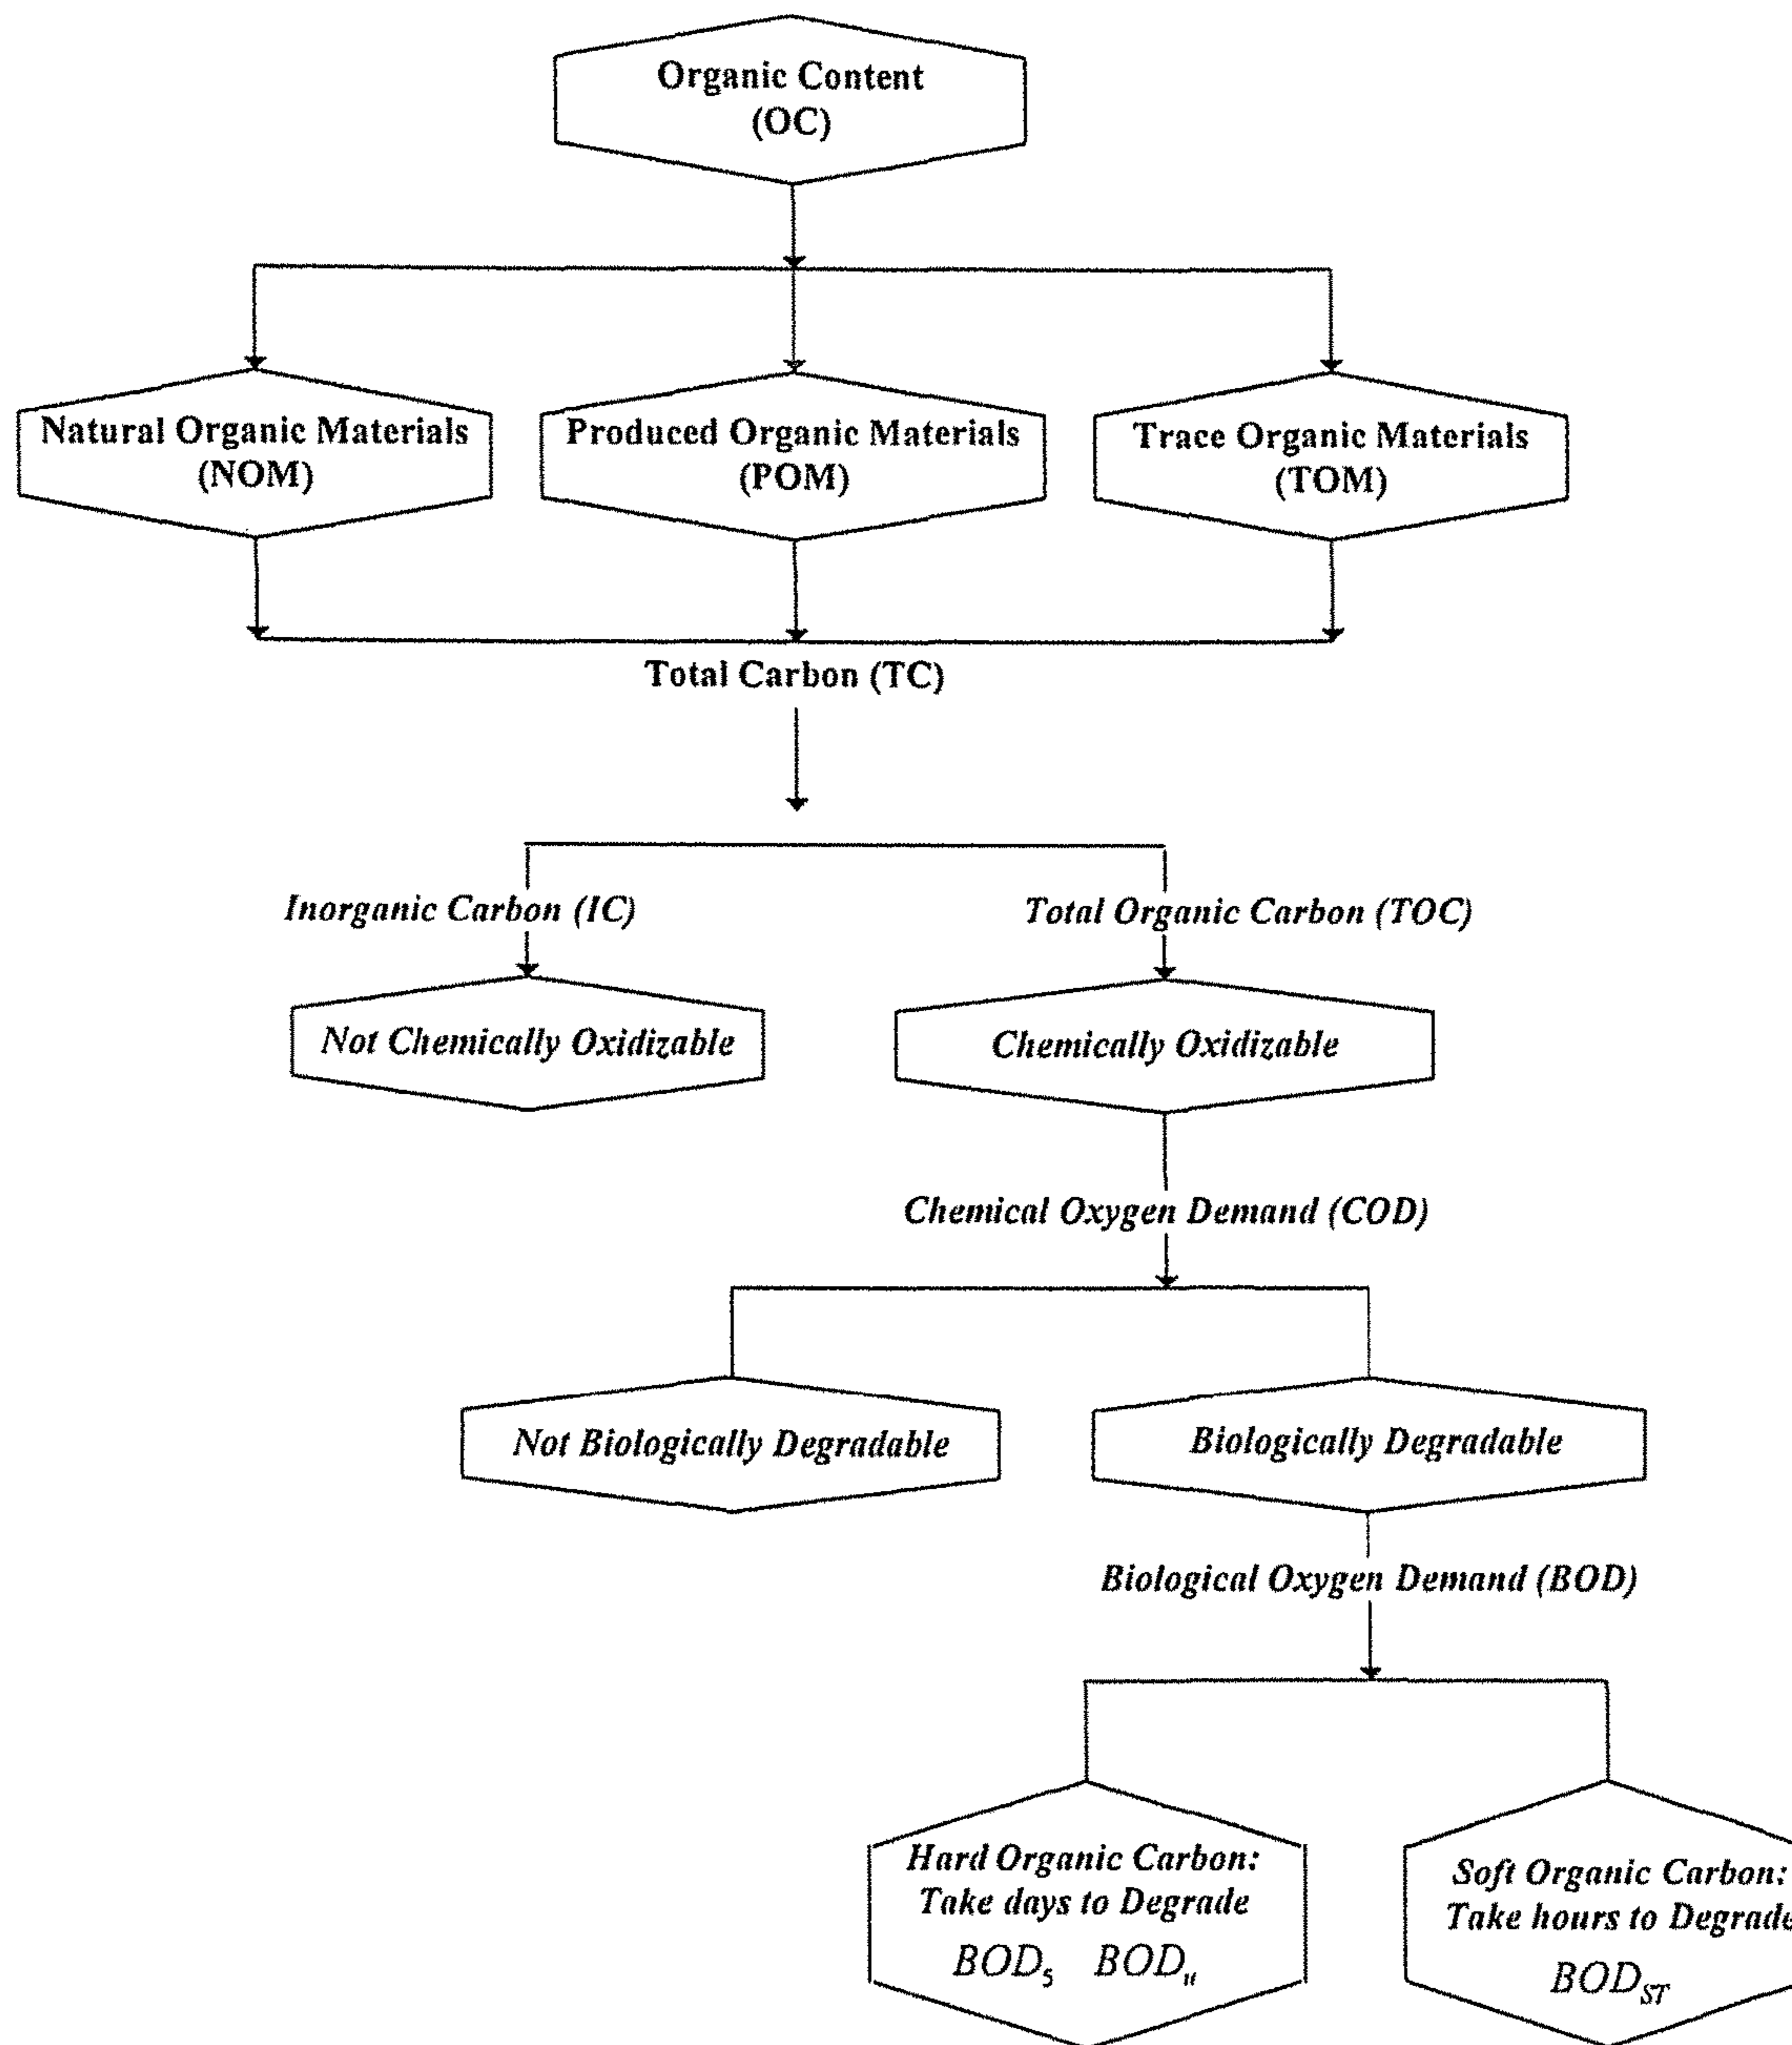 Organic Content
(OC)
Natural Organic Materials
(NOM)
Produced Organic Materials
(POM)
Trace Organic Materials
(TOM)
Total Carbon (TC)
Inorganic Carbon (IC)
Total Organic Carbon (TOC)
Not Chemically Oxidizable
Chemically Oxidizable
Chemical Oxygen Demand (COD)
Not Biologically Degradable
Biologically Degradable
Biological Oxygen Demand (BOD)
Hard Organic Carbon:
Take days to Degrade
BOD₅ BODᵤ
Soft Organic Carbon:
Take hours to Degrade
BOD_ST